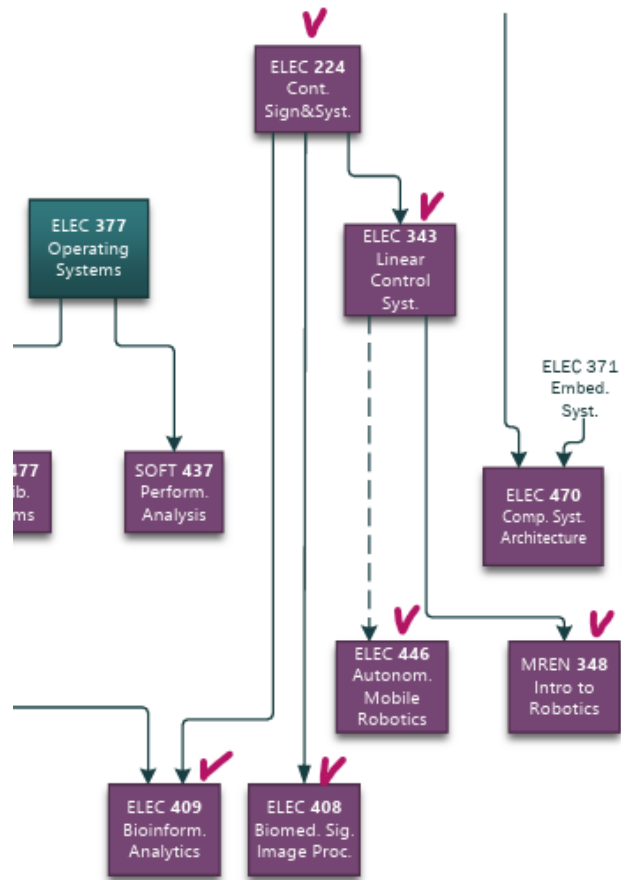 ELEC 224
Cont.
Sign&Syst.
ELEC 377
Operating
Systems
ELEC 343
Linear
Control
Syst.
ELEC 371
Embed.
Syst.
477
ib.
ms
SOFT 437
Perform.
Analysis
ELEC 470
Comp. Syst.
Architecture
ELEC 446
Autonom.
Mobile
Robotics
MREN 348
Intro to
Robotics
ELEC 409
Bioinform.
Analytics
ELEC 408
Biomed. Sig.
Image Proc.